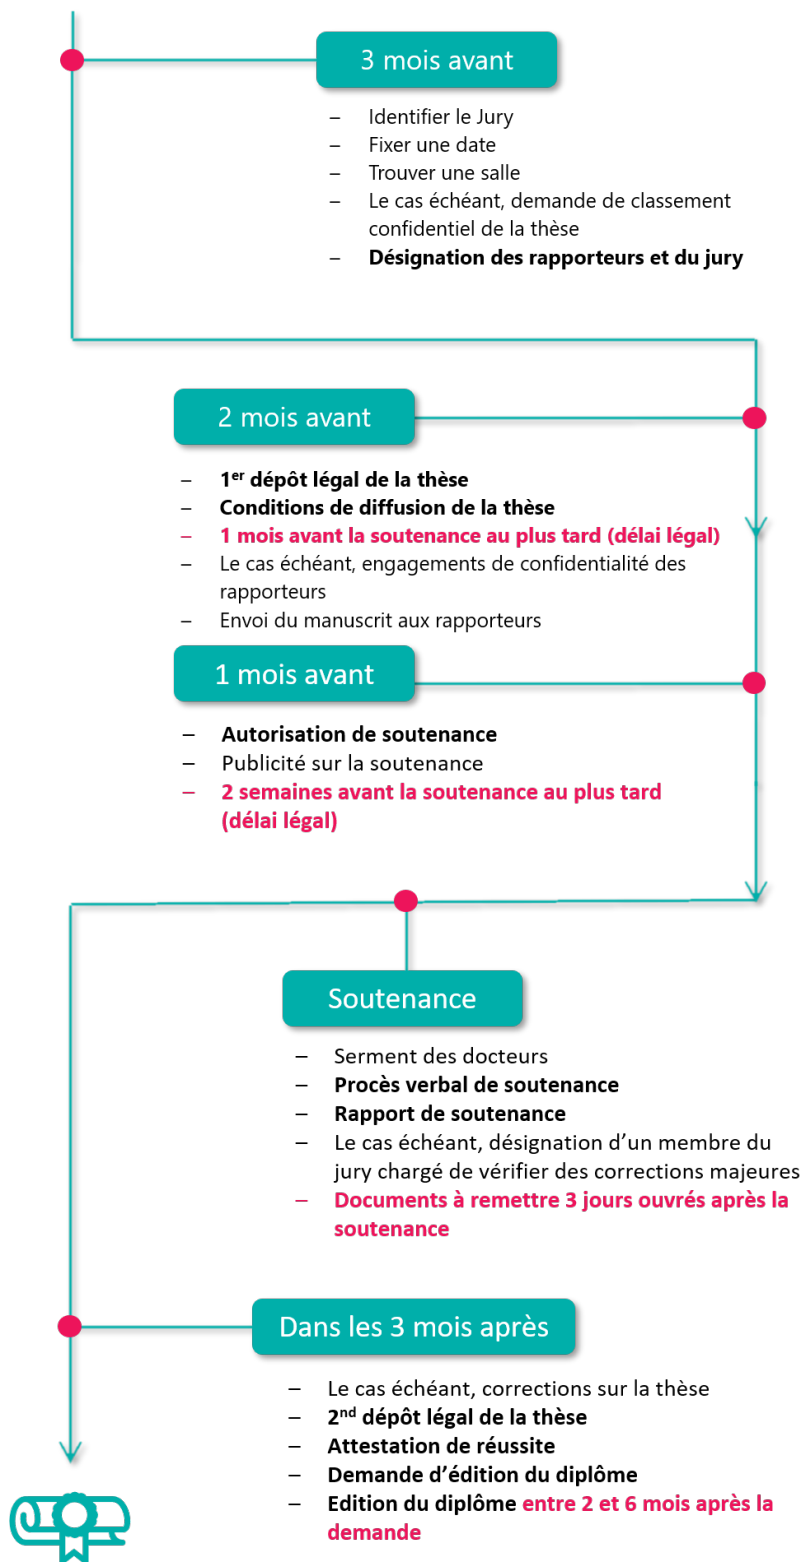 3 mois avant
– Identifier le Jury
– Fixer une date
– Trouver une salle
– Le cas échéant, demande de classement
confidentiel de la thèse
– Désignation des rapporteurs et du jury
2 mois avant
– 1er dépôt légal de la thèse
– Conditions de diffusion de la thèse
– 1 mois avant la soutenance au plus tard (délai légal)
– Le cas échéant, engagements de confidentialité des
rapporteurs
– Envoi du manuscrit aux rapporteurs
1 mois avant
– Autorisation de soutenance
– Publicité sur la soutenance
– 2 semaines avant la soutenance au plus tard
(délai légal)
Soutenance
– Serment des docteurs
– Procès verbal de soutenance
– Rapport de soutenance
– Le cas échéant, désignation d’un membre du
jury chargé de vérifier des corrections majeures
– Documents à remettre 3 jours ouvrés après la
soutenance
Dans les 3 mois après
– Le cas échéant, corrections sur la thèse
– 2nd dépôt légal de la thèse
– Attestation de réussite
– Demande d’édition du diplôme
– Edition du diplôme entre 2 et 6 mois après la
demande